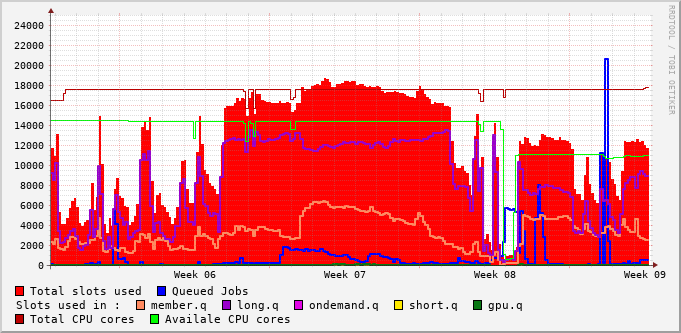 RRDTOOL / TOBI OETIKER
24000
22000
20000
18000
16000
14000
12000
10000
8000
6000
4000
2000
0
Week 06 Week 07 Week 08 Week 09
Total slots used Queued Jobs
Slots used in : member.q long.q ondemand.q short.q gpu.q
Total CPU cores Availale CPU cores